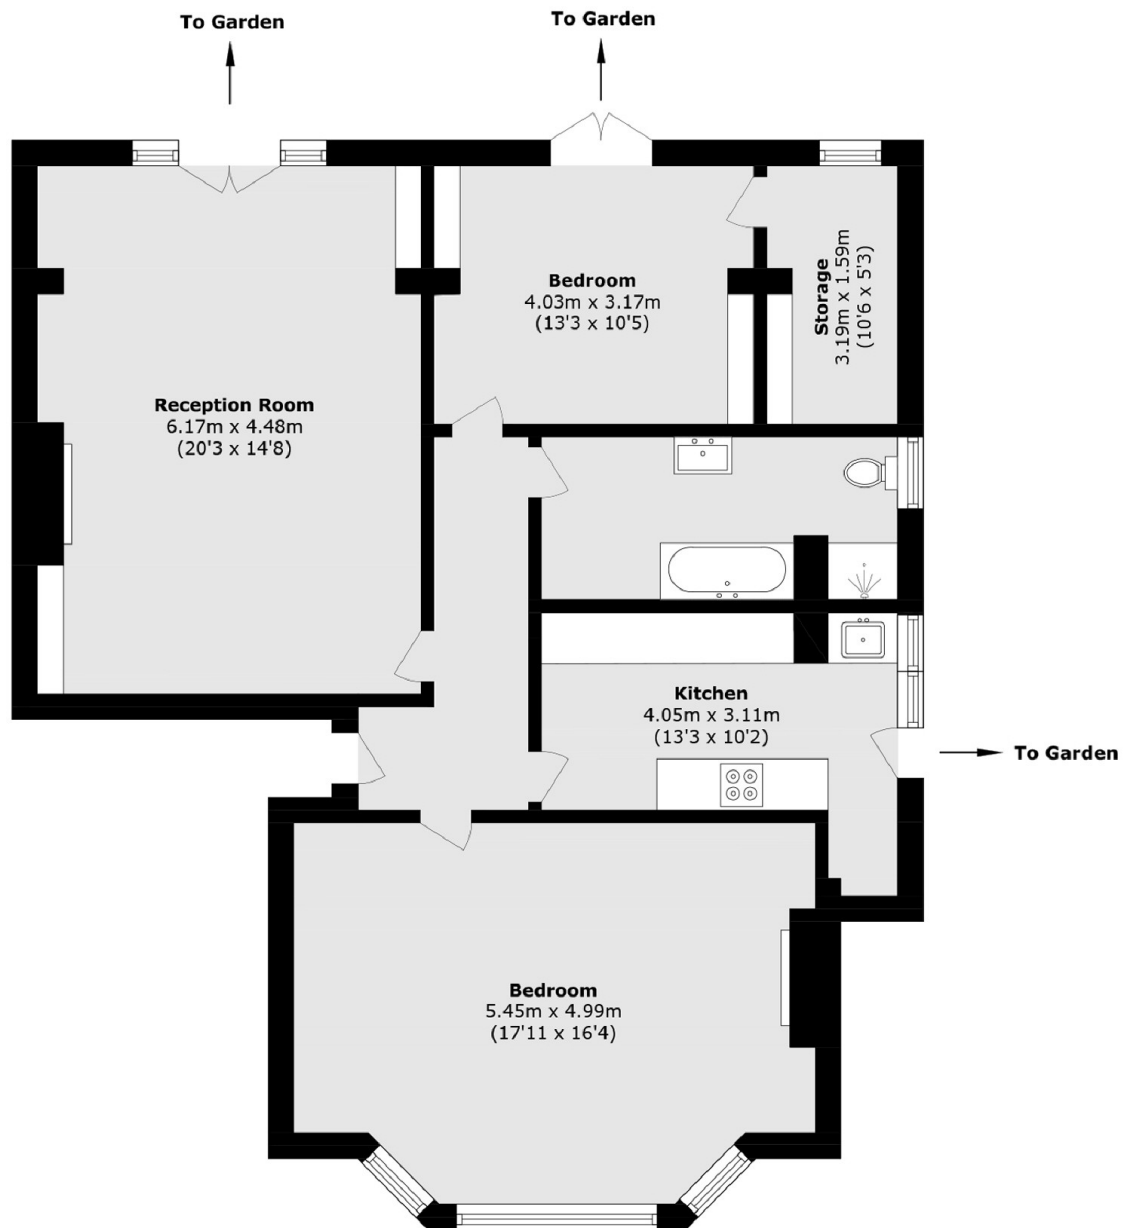 To Garden
To Garden
Bedroom
4.03m x 3.17m
(13'3 x 10'5)
Storage
3.19m x 1.59m
(10'6 x 5'3)
Reception Room
6.17m x 4.48m
(20'3 x 14'8)
Kitchen
4.05m x 3.11m
(13'3 x 10'2)
To Garden
Bedroom
5.45m x 4.99m
(17'11 x 16'4)